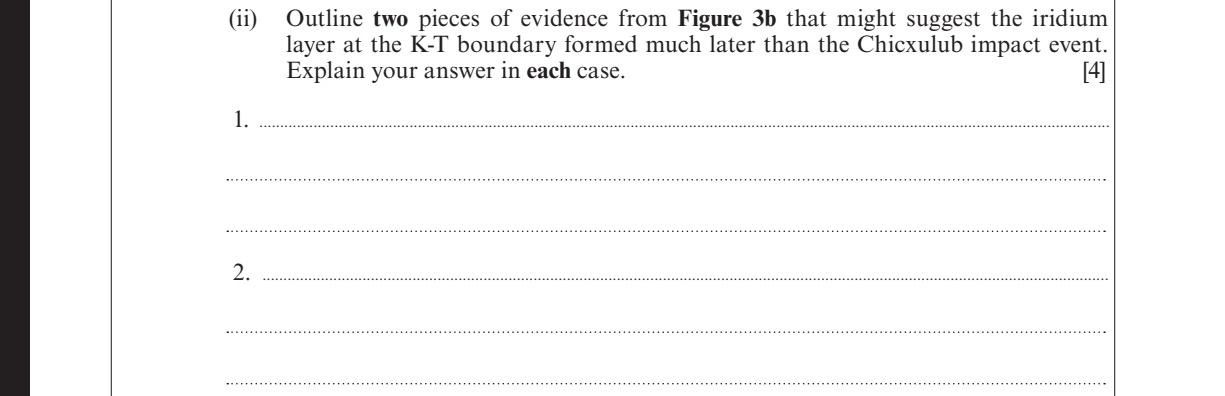 (ii) Outline two pieces of evidence from Figure 3b that might suggest the iridium
layer at the K-T boundary formed much later than the Chicxulub impact event.
Explain your answer in each case. [4]
1.
2.